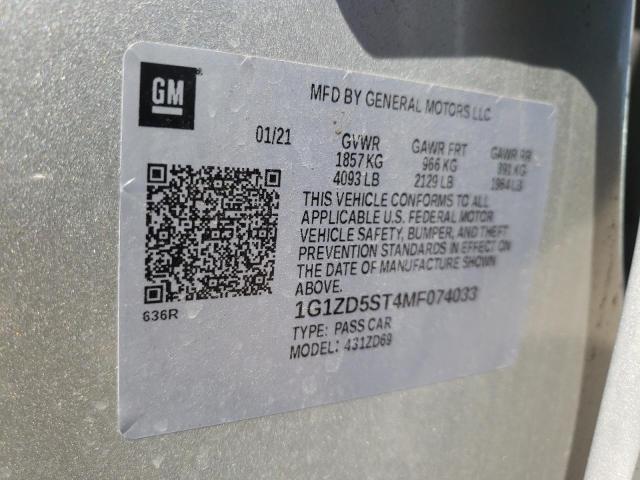 GM
MFD BY GENERAL MOTORS LLC
01/21 GVWR GAWR FRT GAWR RR
1857 KG 966 KG 891 KG
4093 LB 2129 LB 1964 LB
THIS VEHICLE CONFORMS TO ALL
APPLICABLE U.S. FEDERAL MOTOR
VEHICLE SAFETY, BUMPER, AND THEFT
PREVENTION STANDARDS IN EFFECT ON
THE DATE OF MANUFACTURE SHOWN
ABOVE.
1G1ZD5ST4MF074033
636R
TYPE: PASS CAR
MODEL: 431ZD69